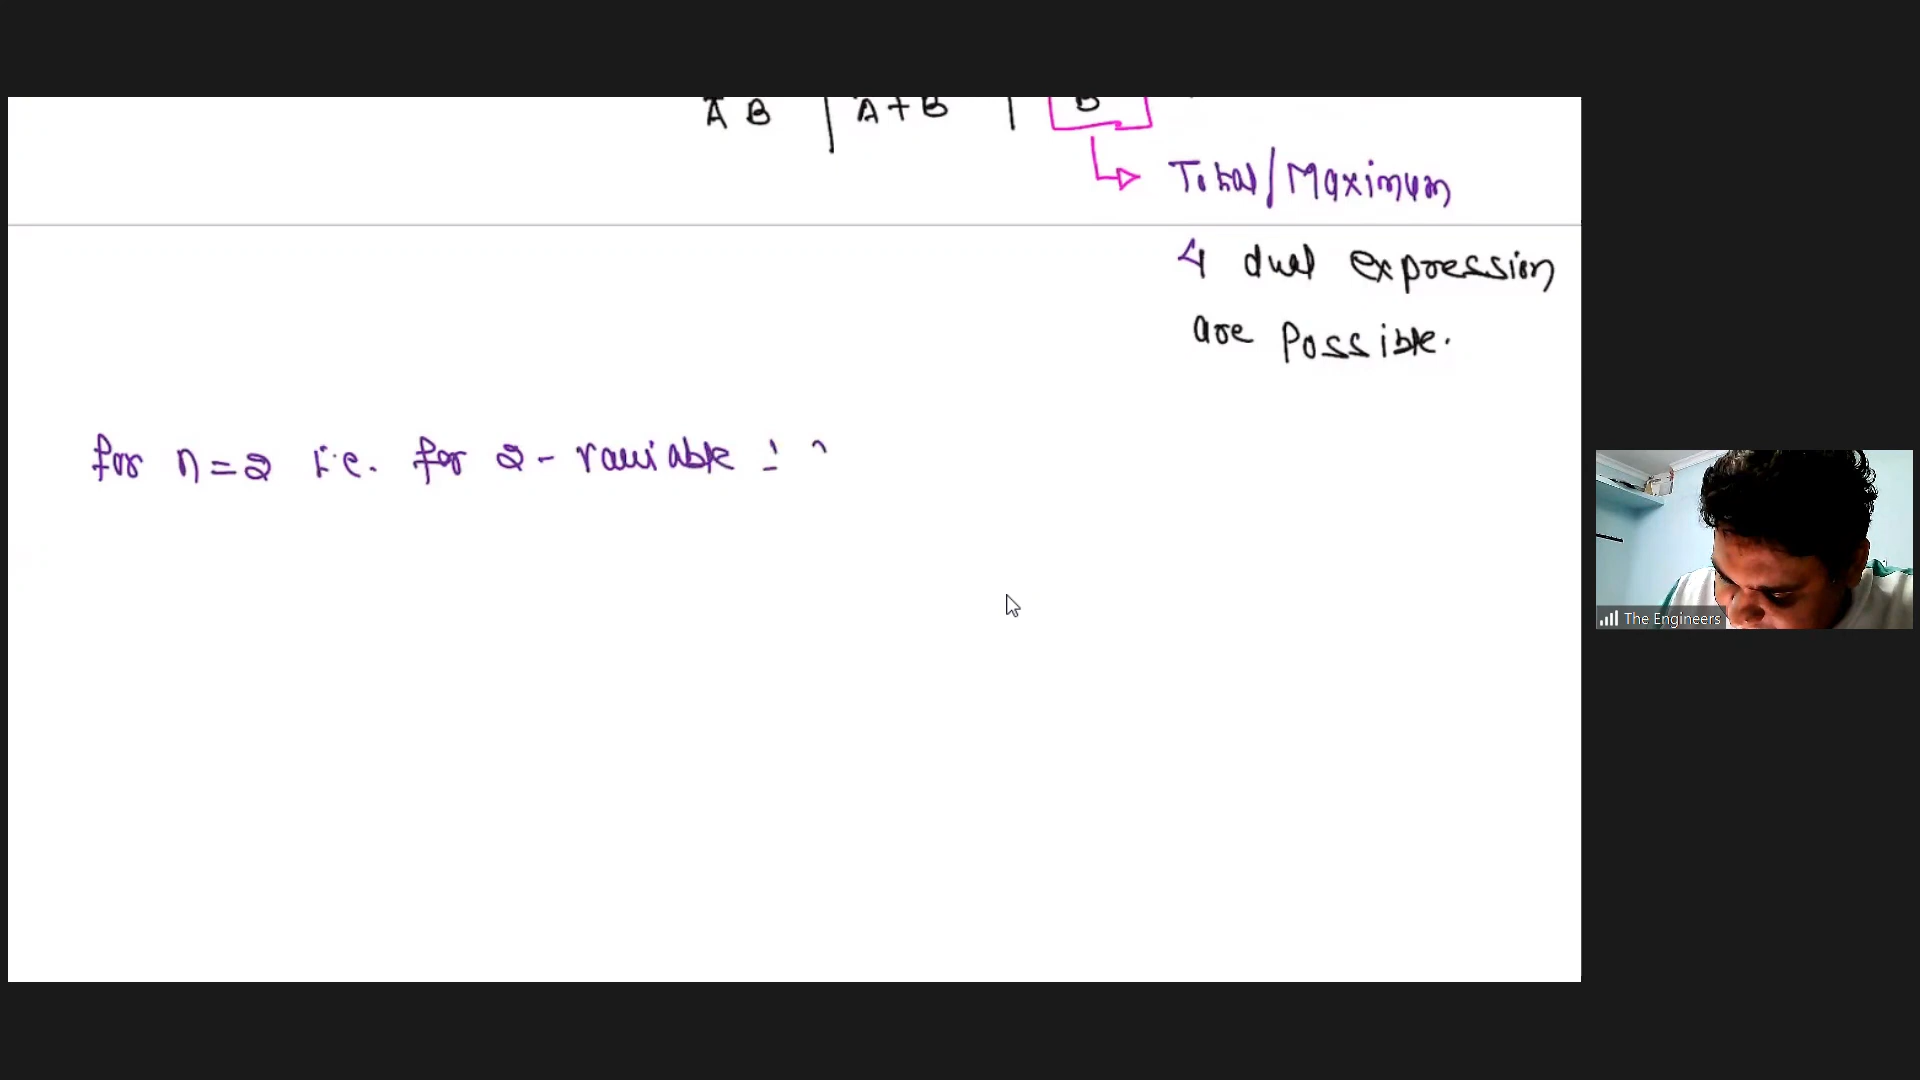 A B | A+B | B
Total/Maximum
4 dual expression
are possible.
for n=2 i.e. for 2-variable :
The Engineers